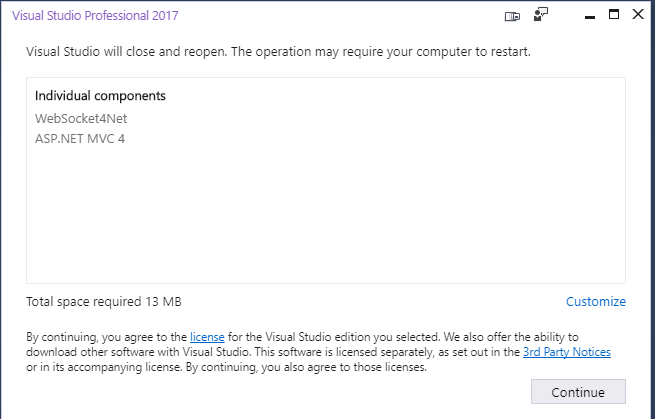 Visual Studio Professional 2017
Visual Studio will close and reopen. The operation may require your computer to restart.
Individual components
WebSocket4Net
ASP.NET MVC 4
Total space required 13 MB
Customize
By continuing, you agree to the license for the Visual Studio edition you selected. We also offer the ability to
download other software with Visual Studio. This software is licensed separately, as set out in the 3rd Party Notices
or in its accompanying license. By continuing, you also agree to those licenses.
Continue